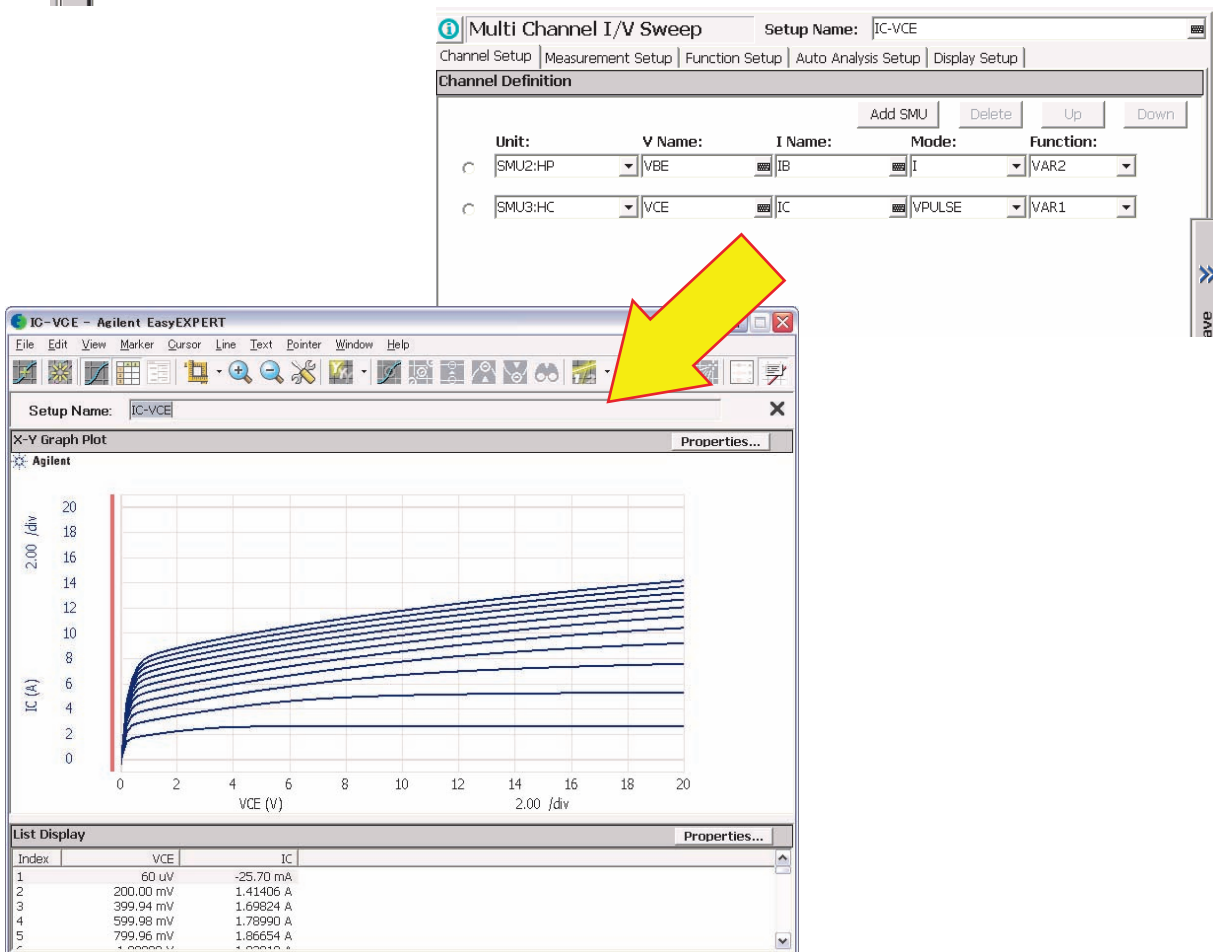 Multi Channel I/V Sweep Setup Name: IC-VCE
Channel Setup Measurement Setup Function Setup Auto Analysis Setup Display Setup
Channel Definition
Add SMU Delete Up Down
Unit: V Name: I Name: Mode: Function:
SMU2:HP VBE IB I VAR2
SMU3:HC VCE IC VPULSE VAR1
ave
IC-VCE - Agilent EasyEXPERT
File Edit View Marker Cursor Line Text Pointer Window Help
Setup Name: IC-VCE
X-Y Graph Plot Properties...
Agilent
2.00 /div
IC (A)
20
18
16
14
12
10
8
6
4
2
0
0 2 4 6 8 10 12 14 16 18 20
VCE (V) 2.00 /div
List Display Properties...
Index VCE IC
1 60 uV -25.70 mA
2 200.00 mV 1.41406 A
3 399.94 mV 1.69824 A
4 599.98 mV 1.78990 A
5 799.96 mV 1.86654 A